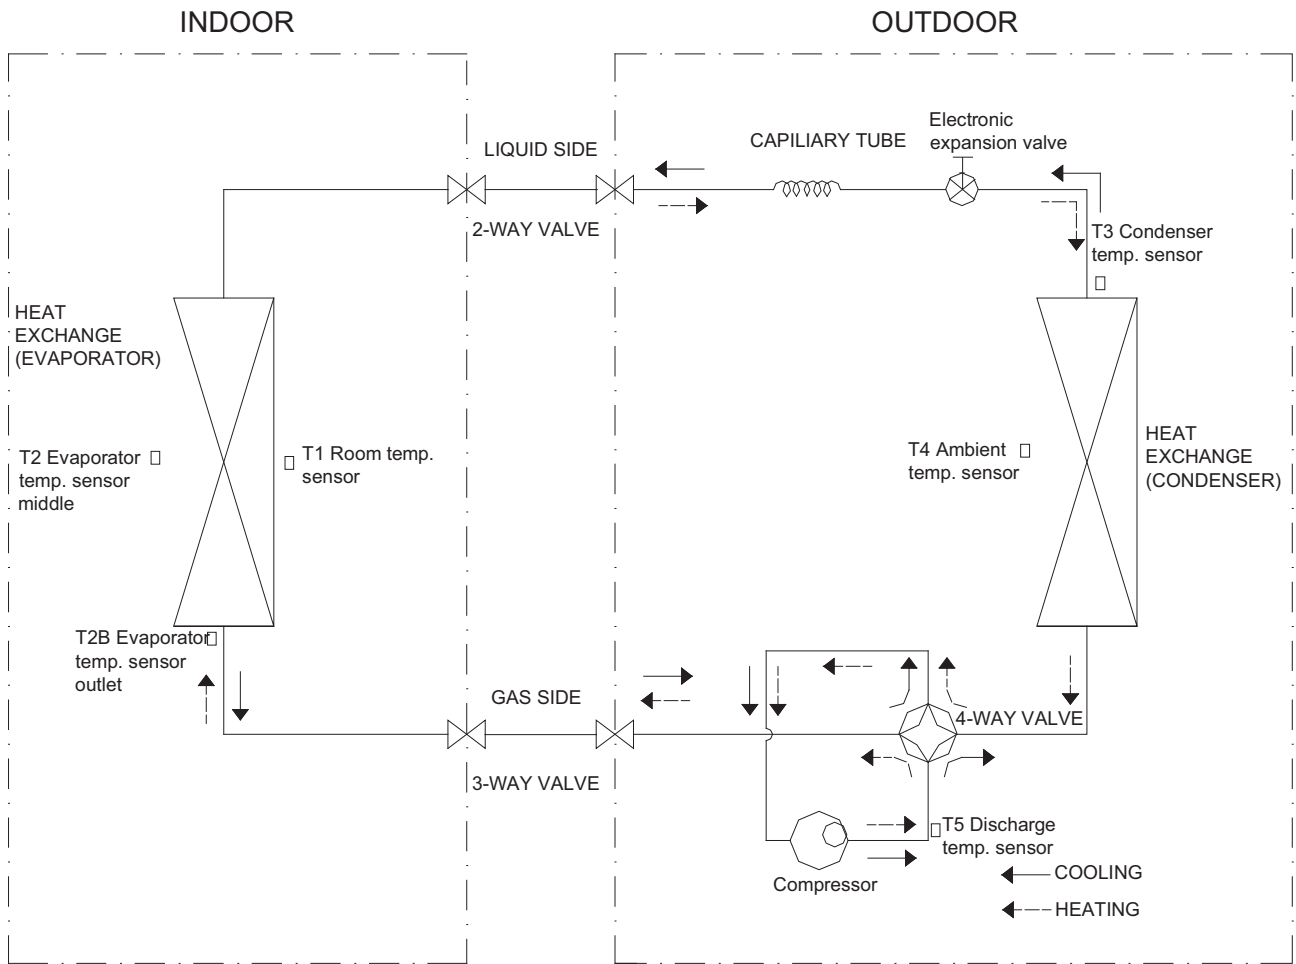 INDOOR
OUTDOOR
Electronic
expansion valve
CAPILIARY TUBE
LIQUID SIDE
2-WAY VALVE
T3 Condenser
temp. sensor
HEAT
EXCHANGE
(EVAPORATOR)
T2 Evaporator
temp. sensor
middle
T1 Room temp.
sensor
T4 Ambient
temp. sensor
HEAT
EXCHANGE
(CONDENSER)
T2B Evaporator
temp. sensor
outlet
GAS SIDE
3-WAY VALVE
4-WAY VALVE
T5 Discharge
temp. sensor
Compressor
COOLING
HEATING